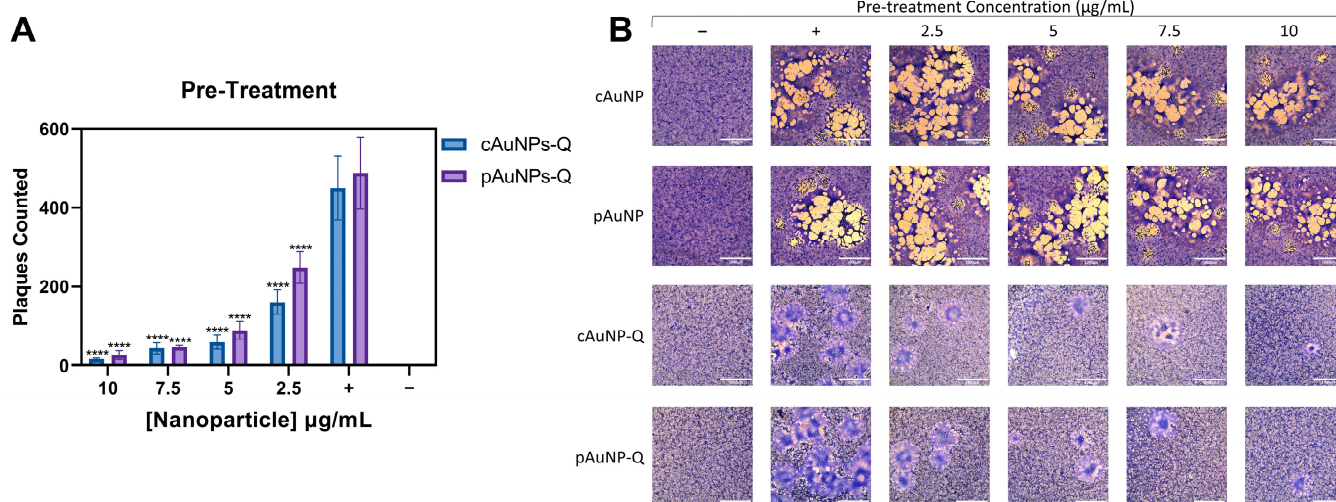 A
Pre-Treatment
Plaques Counted
600
400
200
0
****
****
****
****
****
****
****
****
10
7.5
5
2.5
+
–
[Nanoparticle] µg/mL
cAuNPs-Q
pAuNPs-Q
B
Pre-treatment Concentration (µg/mL)
– + 2.5 5 7.5 10
cAuNP
pAuNP
cAuNP-Q
pAuNP-Q